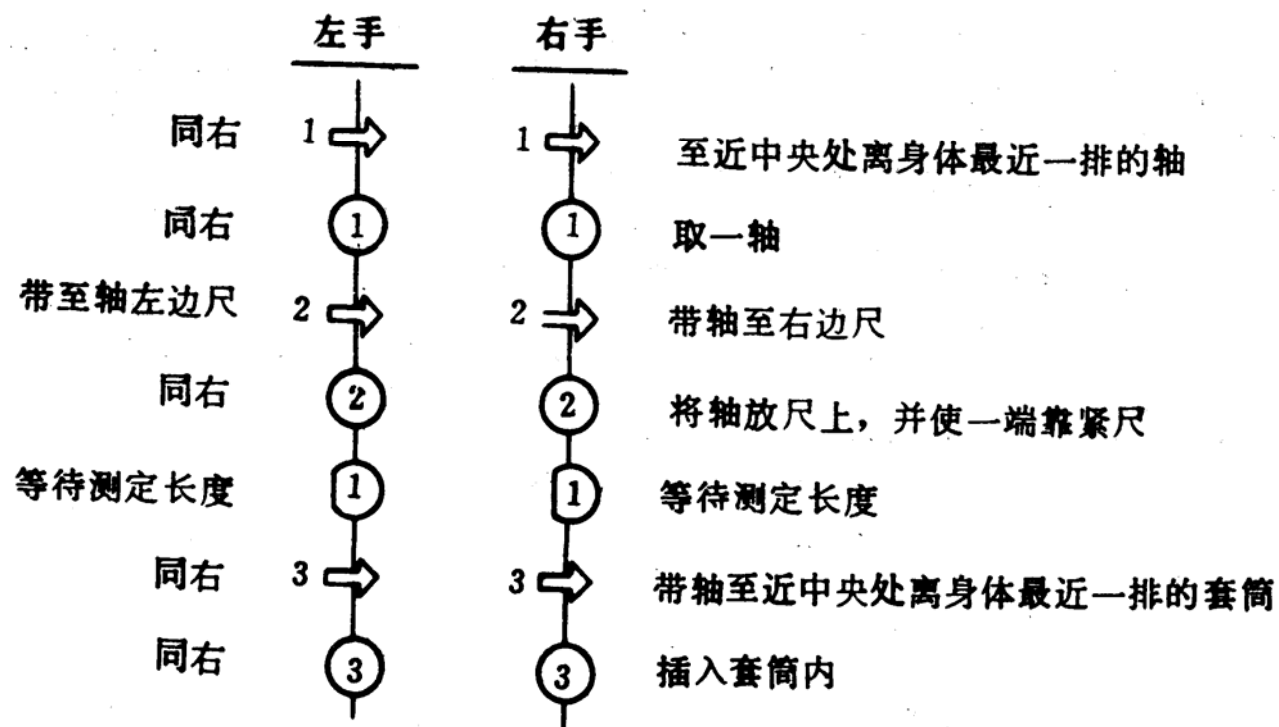 左手 右手
同右 1 1 至近中央处离身体最近一排的轴
同右 1 1 取一轴
带至轴左边尺 2 2 带轴至右边尺
同右 2 2 将轴放尺上，并使一端靠紧尺
等待测定长度 1 1 等待测定长度
同右 3 3 带轴至近中央处离身体最近一排的套筒
同右 3 3 插入套筒内